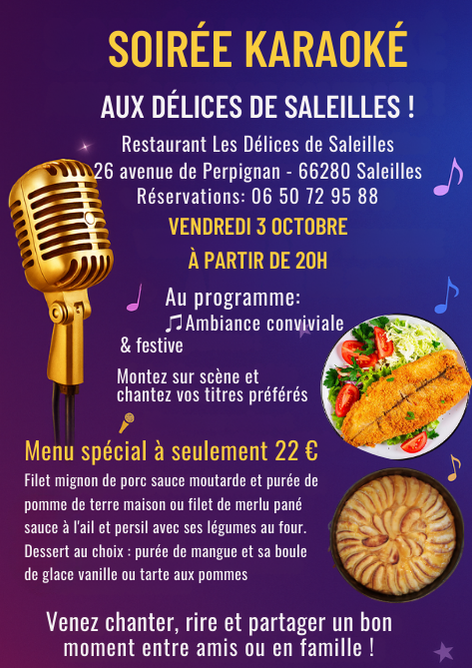 SOIRÉE KARAOKÉ
AUX DÉLICES DE SALEILLES !
Restaurant Les Délices de Saleilles
26 avenue de Perpignan - 66280 Saleilles
Réservations: 06 50 72 95 88
VENDREDI 3 OCTOBRE
À PARTIR DE 20H
Au programme:
🎵Ambiance conviviale
& festive
Montez sur scène et
chantez vos titres préférés
🎤
Menu spécial à seulement 22 €
Filet mignon de porc sauce moutarde et purée de
pomme de terre maison ou filet de merlu pané
sauce à l'ail et persil avec ses légumes au four.
Dessert au choix : purée de mangue et sa boule
de glace vanille ou tarte aux pommes
Venez chanter, rire et partager un bon
moment entre amis ou en famille !